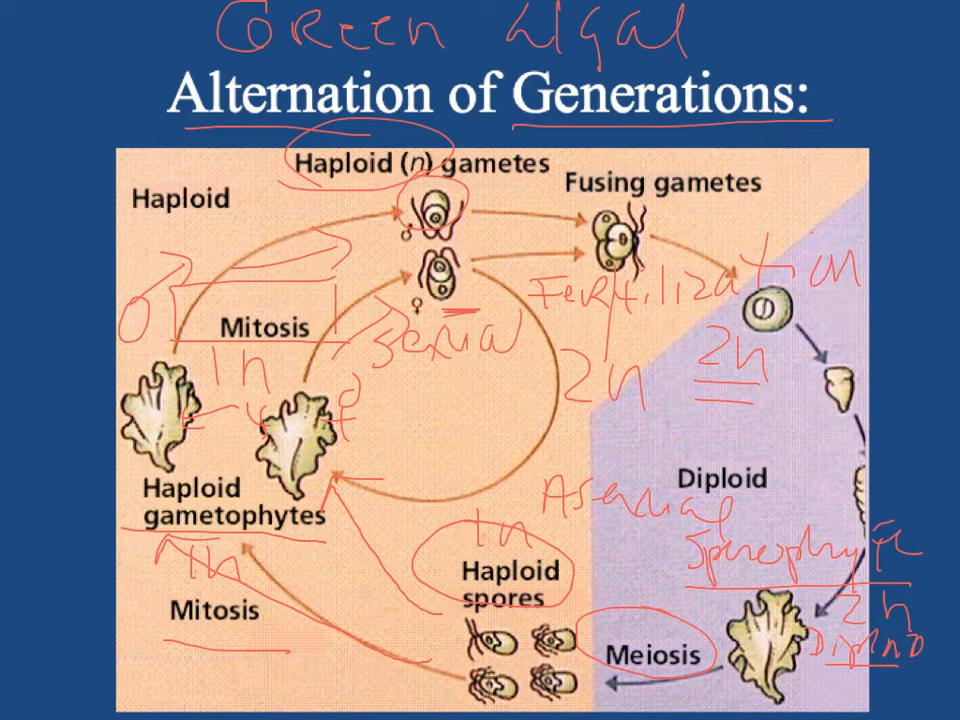 Green Algal
Alternation of Generations:
Haploid (n) gametes
Fusing gametes
Haploid
♂
Fertilization
♀
Mitosis
Sexual
1n
2n
2n
Diploid
Haploid
gametophytes
Asexual
1n
Sporophyte
1n
Haploid
spores
2n
Mitosis
Diploid
Meiosis